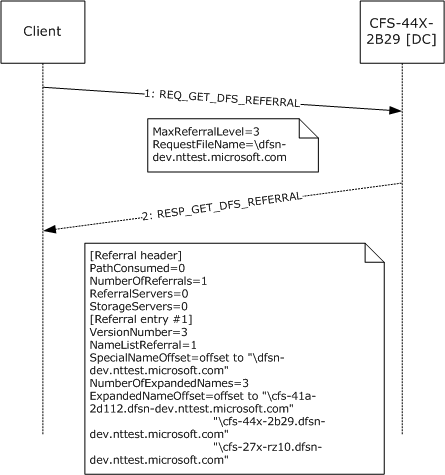 Client
CFS-44X-
2B29 [DC]
1: REQ_GET_DFS_REFERRAL
MaxReferralLevel=3
RequestFileName=\dfsn-
dev.nttest.microsoft.com
2: RESP_GET_DFS_REFERRAL
[Referral header]
PathConsumed=0
NumberOfReferrals=1
ReferralServers=0
StorageServers=0
[Referral entry #1]
VersionNumber=3
NameListReferral=1
SpecialNameOffset=offset to "\dfsn-
dev.nttest.microsoft.com"
NumberOfExpandedNames=3
ExpandedNameOffset=offset to "\cfs-41a-
2d112.dfsn-dev.nttest.microsoft.com"
"\cfs-44x-2b29.dfsn-
dev.nttest.microsoft.com"
"\cfs-27x-rz10.dfsn-
dev.nttest.microsoft.com